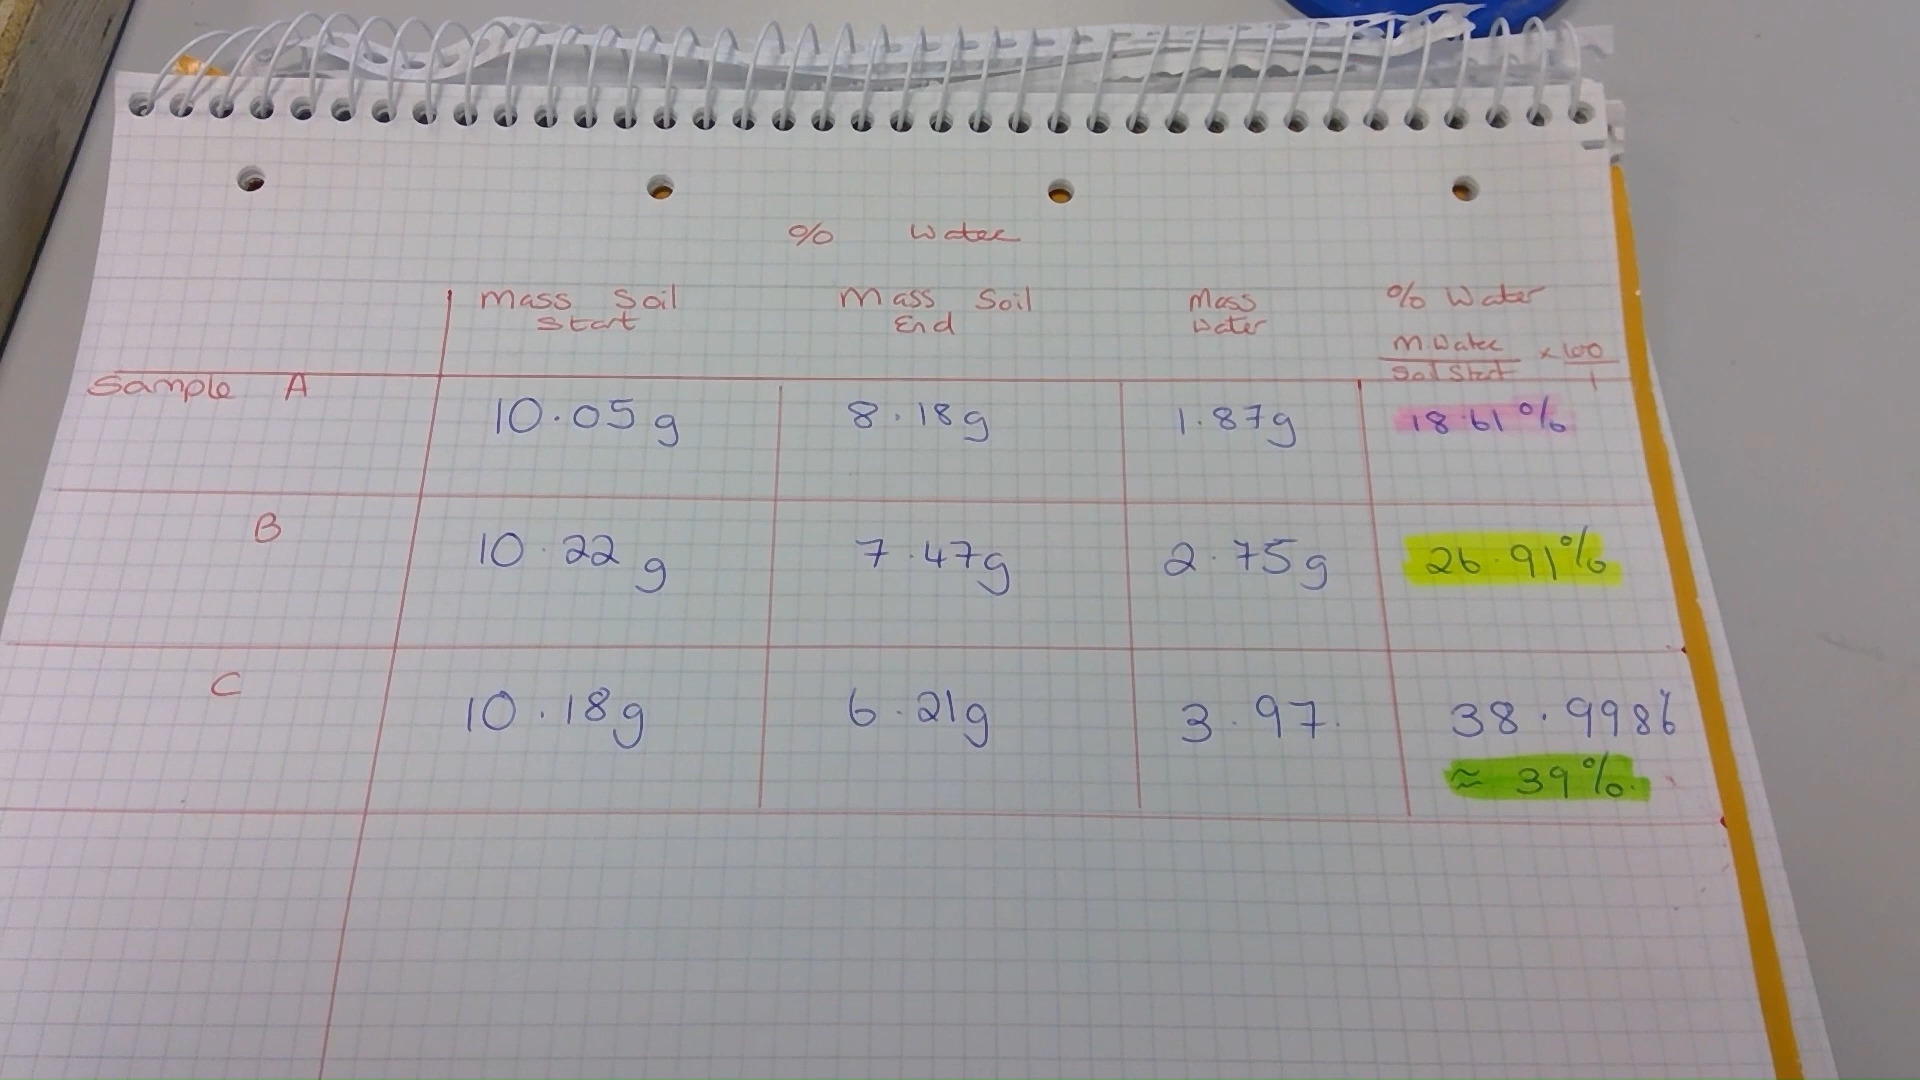 % Water
Mass Soil Start
Mass Soil End
Mass Water
% Water
M.Water / Soil Start × 100 / 1
Sample A 10.05g 8.18g 1.87g 18.61%
B 10.22g 7.47g 2.75g 26.91%
C 10.18g 6.21g 3.97. 38.998%
≈ 39%.